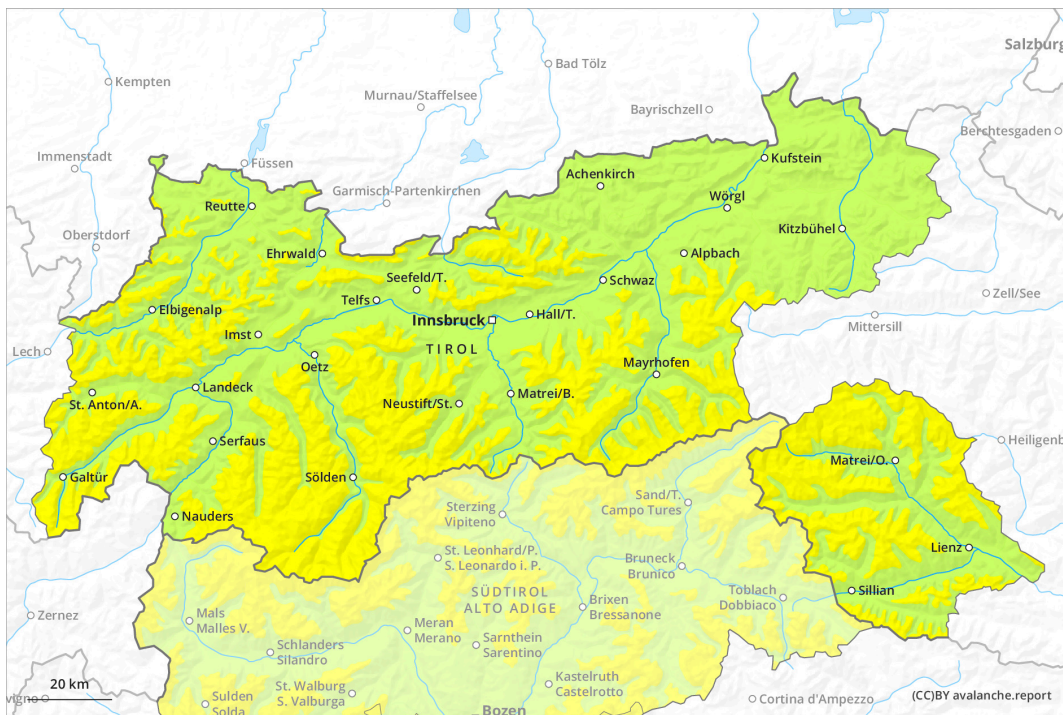 Salzburg
Kempten
Bad Tölz
Murnau/Staffelsee
Bayrischzell
Berchtesgaden
Immenstadt
Füssen
Kufstein
Achenkirch
Garmisch-Partenkirchen
Reutte
Wörgl
Oberstdorf
Kitzbühel
Ehrwald
Alpbach
Seefeld/T.
Schwaz
Zell/See
Telfs
Elbigenalp
Innsbruck
Hall/T.
Mittersill
Imst
TIROL
Lech
Oetz
Mayrhofen
Landeck
Matrei/B.
St. Anton/A.
Neustift/St.
Serfaus
Heiligenb
Matrei/O.
Galtür
Sölden
Sand/T.
Campo Tures
Sterzing
Vipiteno
Nauders
Lienz
St. Leonhard/P.
S. Leonardo i. P.
Bruneck
Brunico
SÜDTIROL
ALTO ADIGE
Toblach
Dobbiaco
Sillian
Brixen
Bressanone
Zernez
Mals
Malles V.
Meran
Merano
Sarnthein
Sarentino
Schlanders
Silandro
20 km
St. Walburg
S. Valburga
Kastelruth
Castelrotto
vigno
Sulden
Solda
Cortina d'Ampezzo
(CC)BY avalanche.report
Bozen